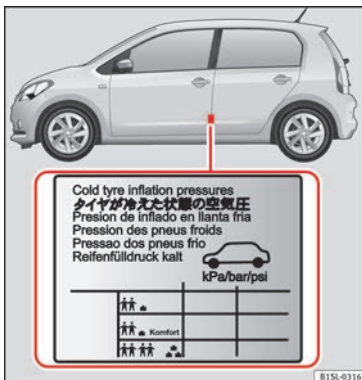 Cold tyre inflation pressures
タイヤが冷えた状態の空気圧
Presion de inflado en llanta fria
Pression des pneus froids
Pressao dos pneus frio
Reifenfülldruck kalt
kPa/bar/psi
Komfort
B1SL-0316